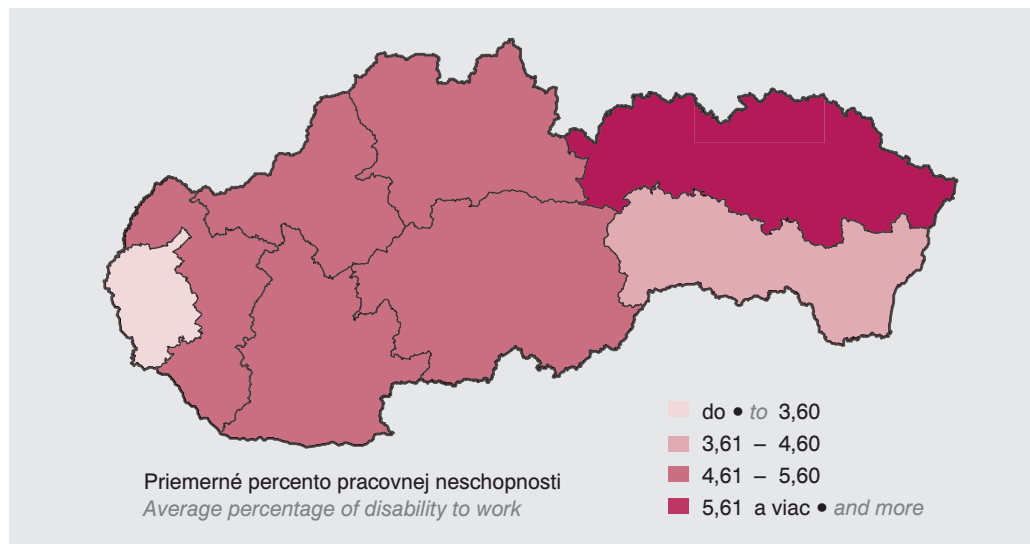 do • to 3,60
3,61 – 4,60
4,61 – 5,60
5,61 a viac • and more
Priemerné percento pracovnej neschopnosti
Average percentage of disability to work